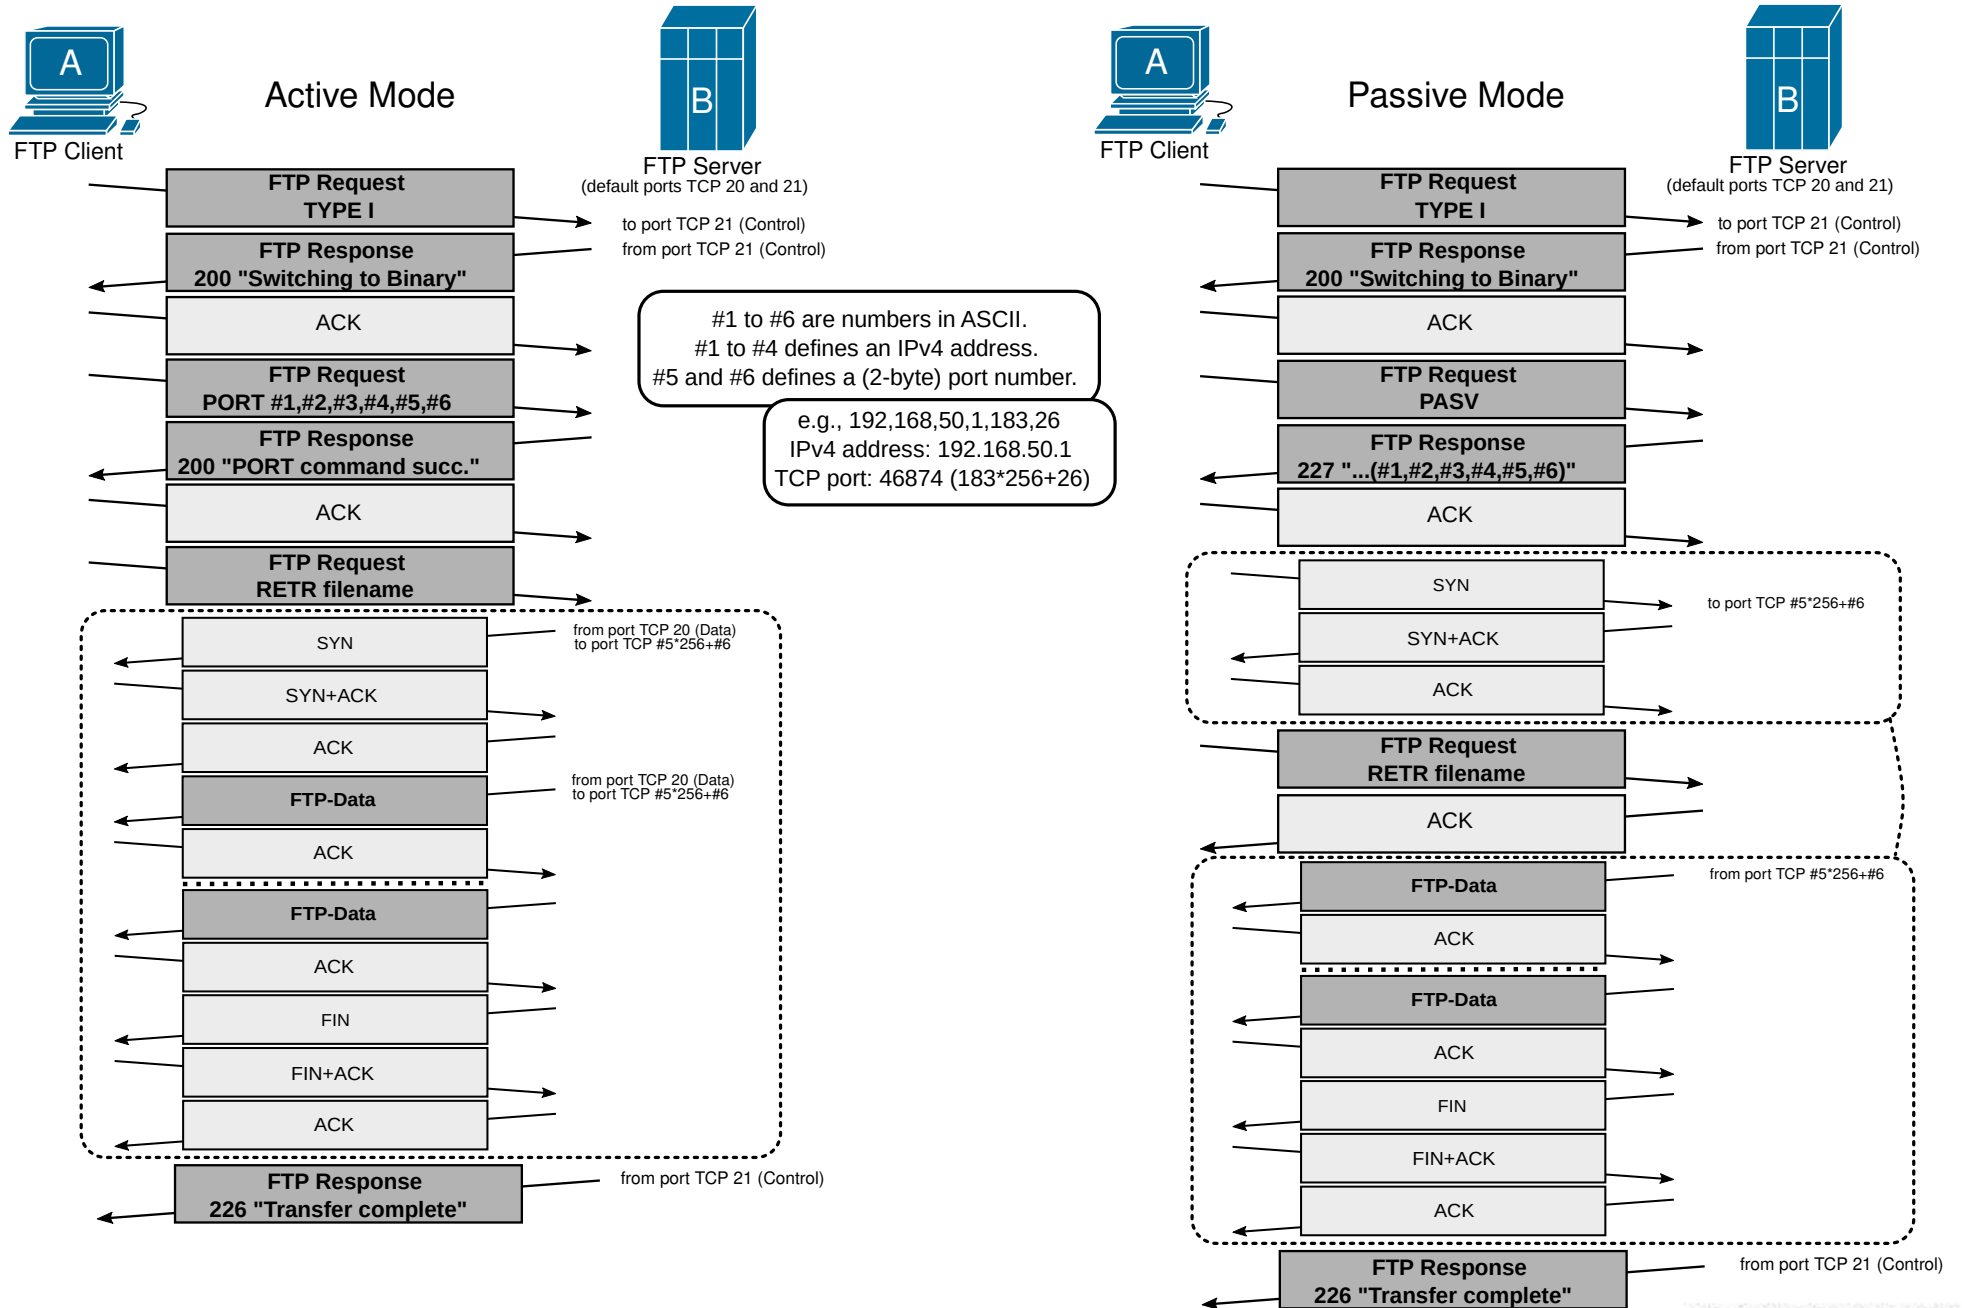 A
Active Mode
B
FTP Client
FTP Server
(default ports TCP 20 and 21)
FTP Request
TYPE I
to port TCP 21 (Control)
from port TCP 21 (Control)
FTP Response
200 "Switching to Binary"
ACK
FTP Request
PORT #1,#2,#3,#4,#5,#6
FTP Response
200 "PORT command succ."
ACK
FTP Request
RETR filename
SYN
from port TCP 20 (Data)
to port TCP #5*256+#6
SYN+ACK
ACK
FTP-Data
from port TCP 20 (Data)
to port TCP #5*256+#6
ACK
FTP-Data
ACK
FIN
FIN+ACK
ACK
FTP Response
226 "Transfer complete"
from port TCP 21 (Control)
#1 to #6 are numbers in ASCII.
#1 to #4 defines an IPv4 address.
#5 and #6 defines a (2-byte) port number.
e.g., 192,168,50,1,183,26
IPv4 address: 192.168.50.1
TCP port: 46874 (183*256+26)
A
Passive Mode
B
FTP Client
FTP Server
(default ports TCP 20 and 21)
FTP Request
TYPE I
to port TCP 21 (Control)
from port TCP 21 (Control)
FTP Response
200 "Switching to Binary"
ACK
FTP Request
PASV
FTP Response
227 "...(#1,#2,#3,#4,#5,#6)"
ACK
SYN
to port TCP #5*256+#6
SYN+ACK
ACK
FTP Request
RETR filename
ACK
FTP-Data
from port TCP #5*256+#6
ACK
FTP-Data
ACK
FIN
FIN+ACK
ACK
FTP Response
226 "Transfer complete"
from port TCP 21 (Control)